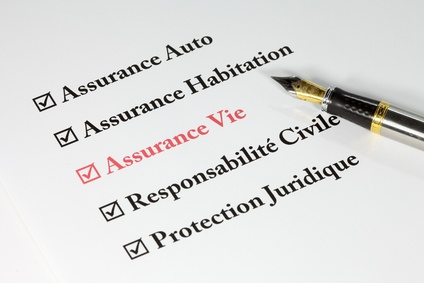 Assurance Auto
Assurance Habitation
Assurance Vie
Responsabilité Civile
Protection Juridique